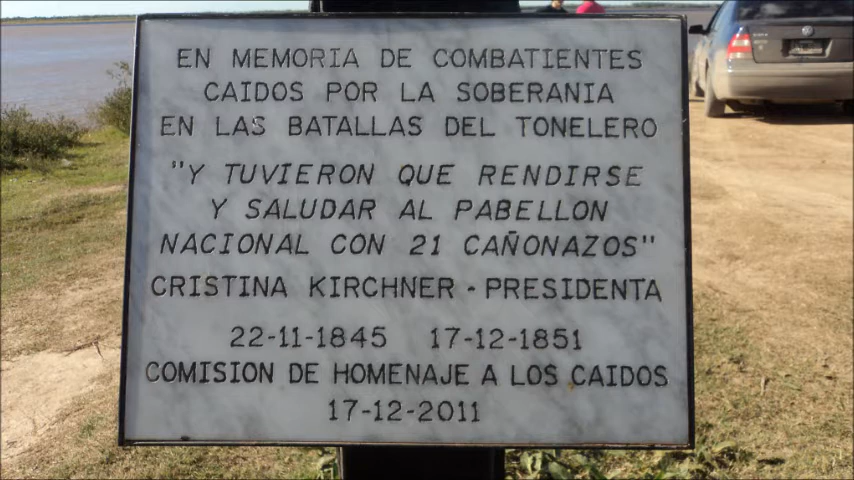 EN MEMORIA DE COMBATIENTES
CAIDOS POR LA SOBERANIA
EN LAS BATALLAS DEL TONELERO
"Y TUVIERON QUE RENDIRSE
Y SALUDAR AL PABELLON
NACIONAL CON 21 CAÑONAZOS"
CRISTINA KIRCHNER - PRESIDENTA
22-11-1845 17-12-1851
COMISION DE HOMENAJE A LOS CAIDOS
17-12-2011